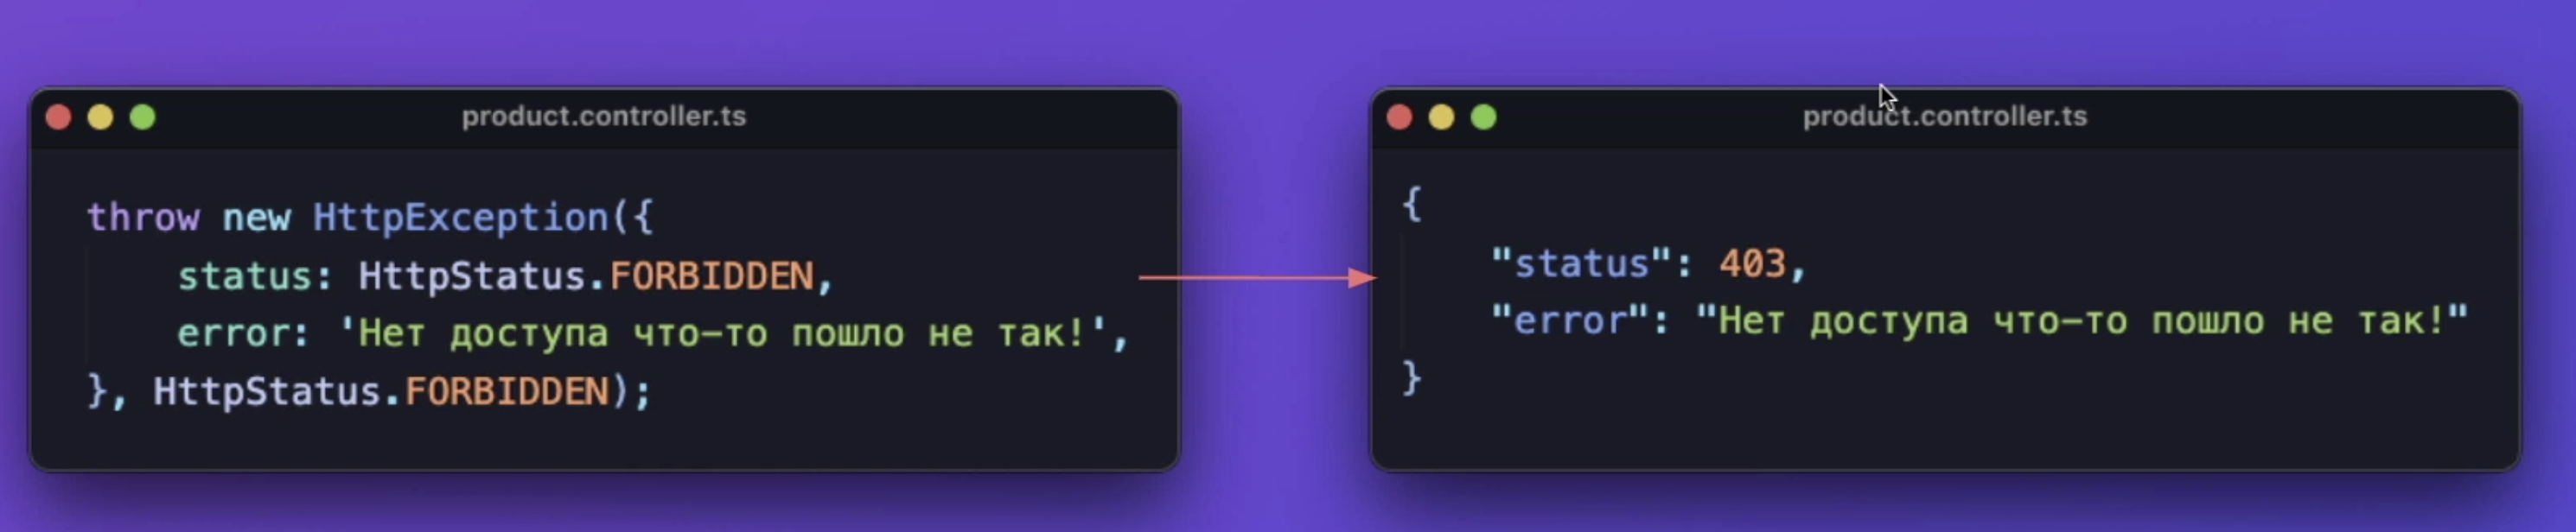 product.controller.ts
throw new HttpException({
status: HttpStatus.FORBIDDEN,
error: 'Нет доступа что-то пошло не так!',
}, HttpStatus.FORBIDDEN);
product.controller.ts
{
"status": 403,
"error": "Нет доступа что-то пошло не так!"
}